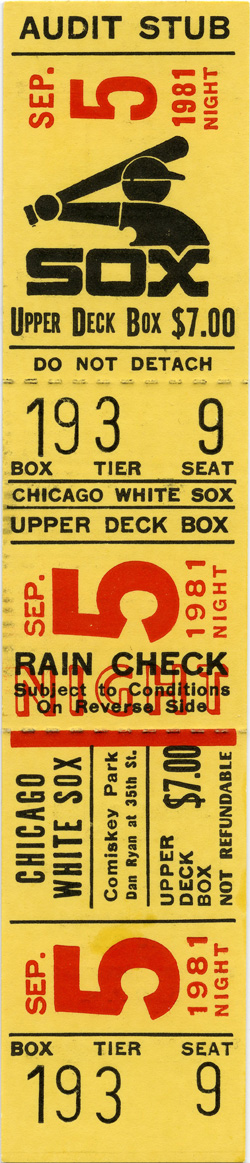 AUDIT STUB
SEP. 5 1981 NIGHT
SOX
UPPER DECK BOX $7.00
DO NOT DETACH
193 9
BOX TIER SEAT
CHICAGO WHITE SOX
UPPER DECK BOX
SEP. 5 1981 NIGHT
NIGHT
RAIN CHECK
Subject to Conditions
On Reverse Side
CHICAGO
WHITE SOX
Comiskey Park
Dan Ryan at 35th St.
$7.00
UPPER
DECK
BOX
NOT REFUNDABLE
SEP. 5 1981 NIGHT
BOX TIER SEAT
193 9